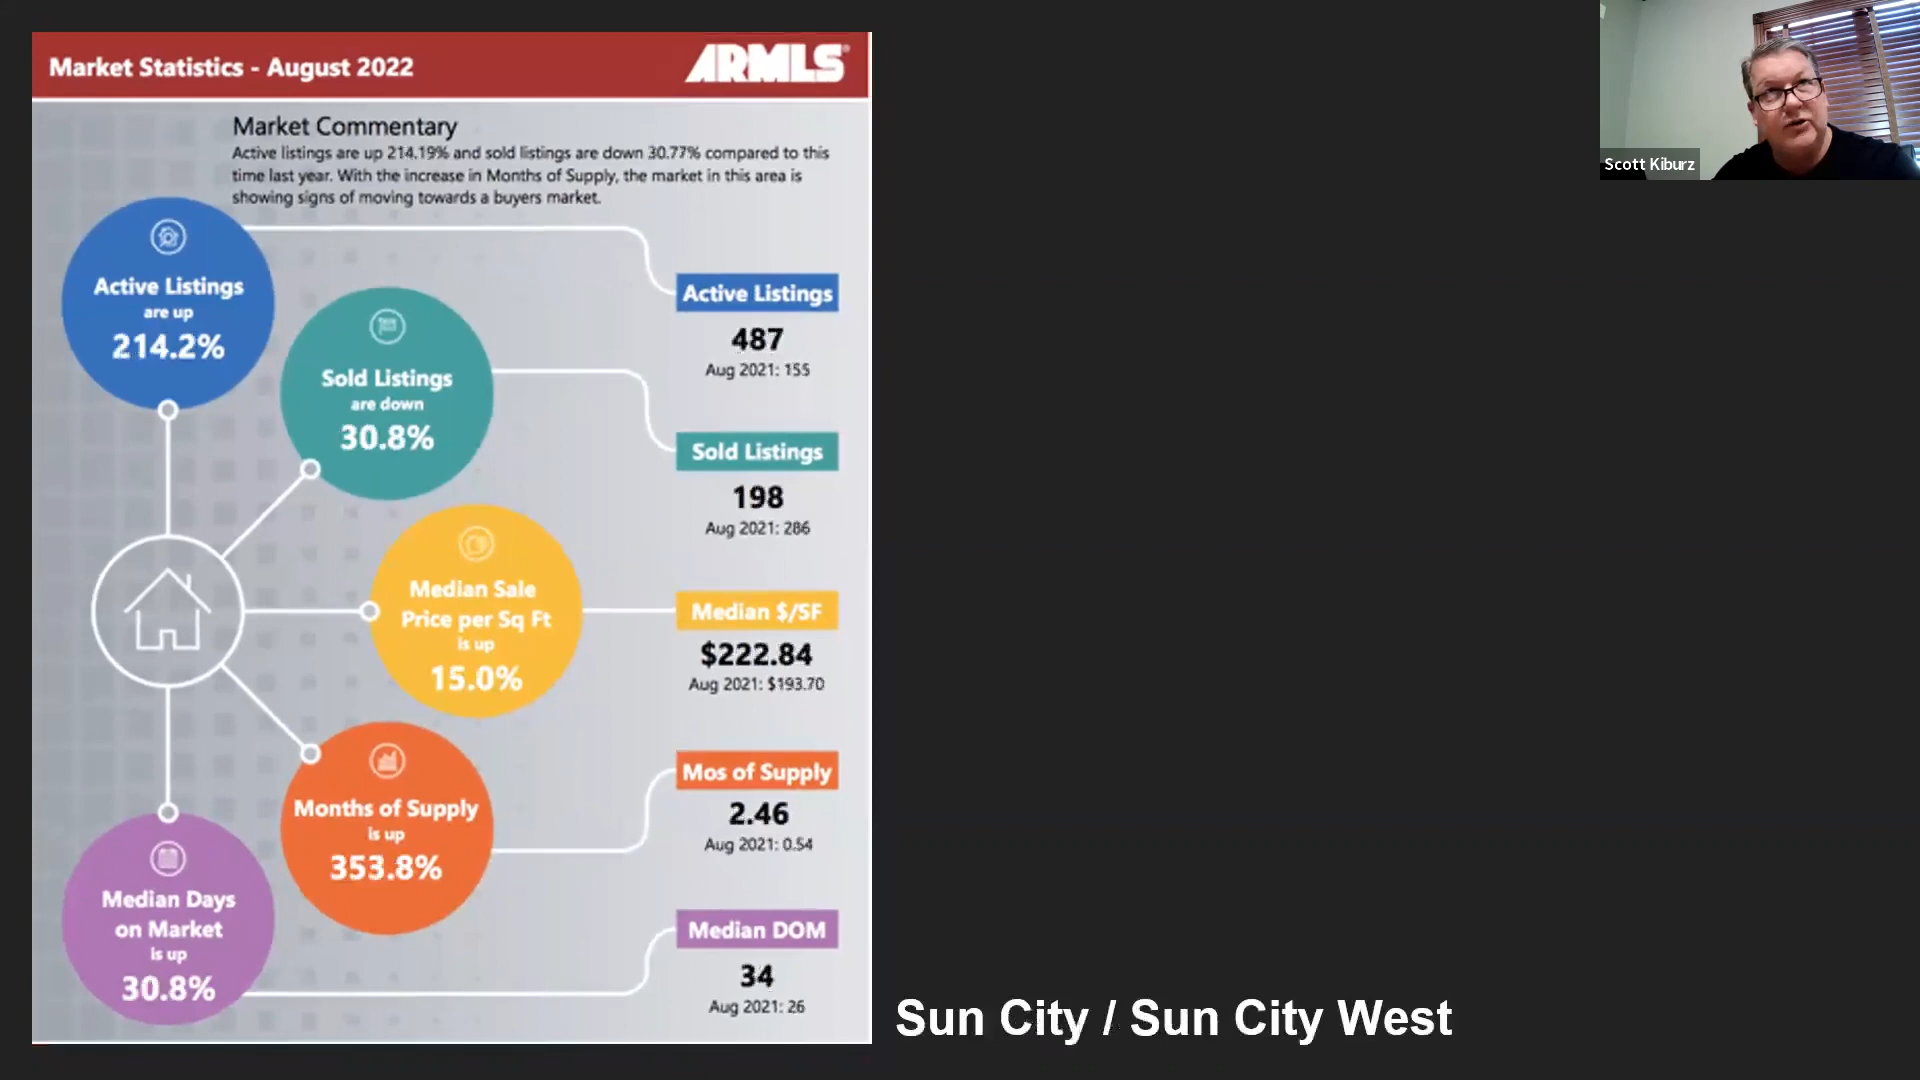 Market Statistics - August 2022
ARMLS
Market Commentary
Active listings are up 214.19% and sold listings are down 30.77% compared to this
time last year. With the increase in Months of Supply, the market in this area is
showing signs of moving towards a buyers market.
Active Listings
are up
214.2%
Sold Listings
are down
30.8%
Median Sale
Price per Sq Ft
is up
15.0%
Months of Supply
is up
353.8%
Median Days
on Market
is up
30.8%
Active Listings
487
Aug 2021: 155
Sold Listings
198
Aug 2021: 286
Median $/SF
$222.84
Aug 2021: $193.70
Mos of Supply
2.46
Aug 2021: 0.54
Median DOM
34
Aug 2021: 26
Sun City / Sun City West
Scott Kiburz